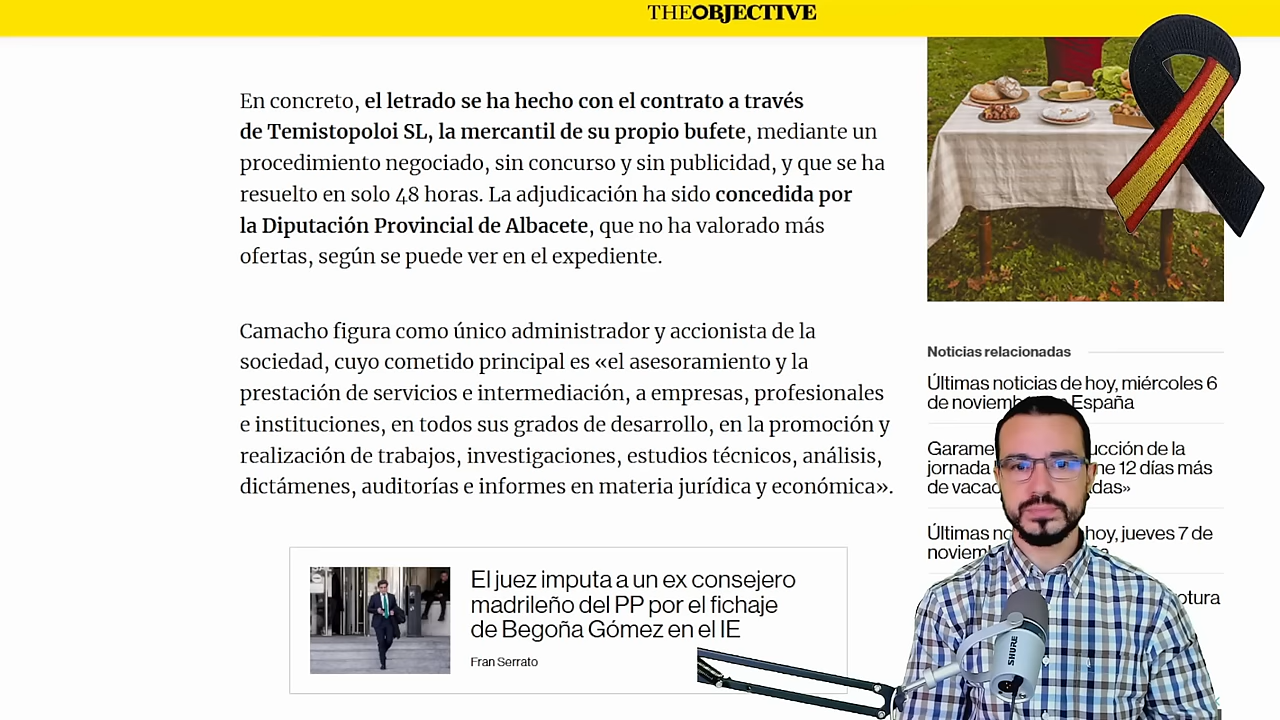 THEOBJECTIVE
En concreto, el letrado se ha hecho con el contrato a través
de Temistopoloi SL, la mercantil de su propio bufete, mediante un
procedimiento negociado, sin concurso y sin publicidad, y que se ha
resuelto en solo 48 horas. La adjudicación ha sido concedida por
la Diputación Provincial de Albacete, que no ha valorado más
ofertas, según se puede ver en el expediente.
Camacho figura como único administrador y accionista de la
sociedad, cuyo cometido principal es «el asesoramiento y la
prestación de servicios e intermediación, a empresas, profesionales
e instituciones, en todos sus grados de desarrollo, en la promoción y
realización de trabajos, investigaciones, estudios técnicos, análisis,
dictámenes, auditorías e informes en materia jurídica y económica».
El juez imputa a un ex consejero
madrileño del PP por el fichaje
de Begoña Gómez en el IE
Fran Serrato
Noticias relacionadas
Últimas noticias de hoy, miércoles 6
de España
de la
jornada 12 días más
de
Últimas hoy, jueves 7 de
SHURE